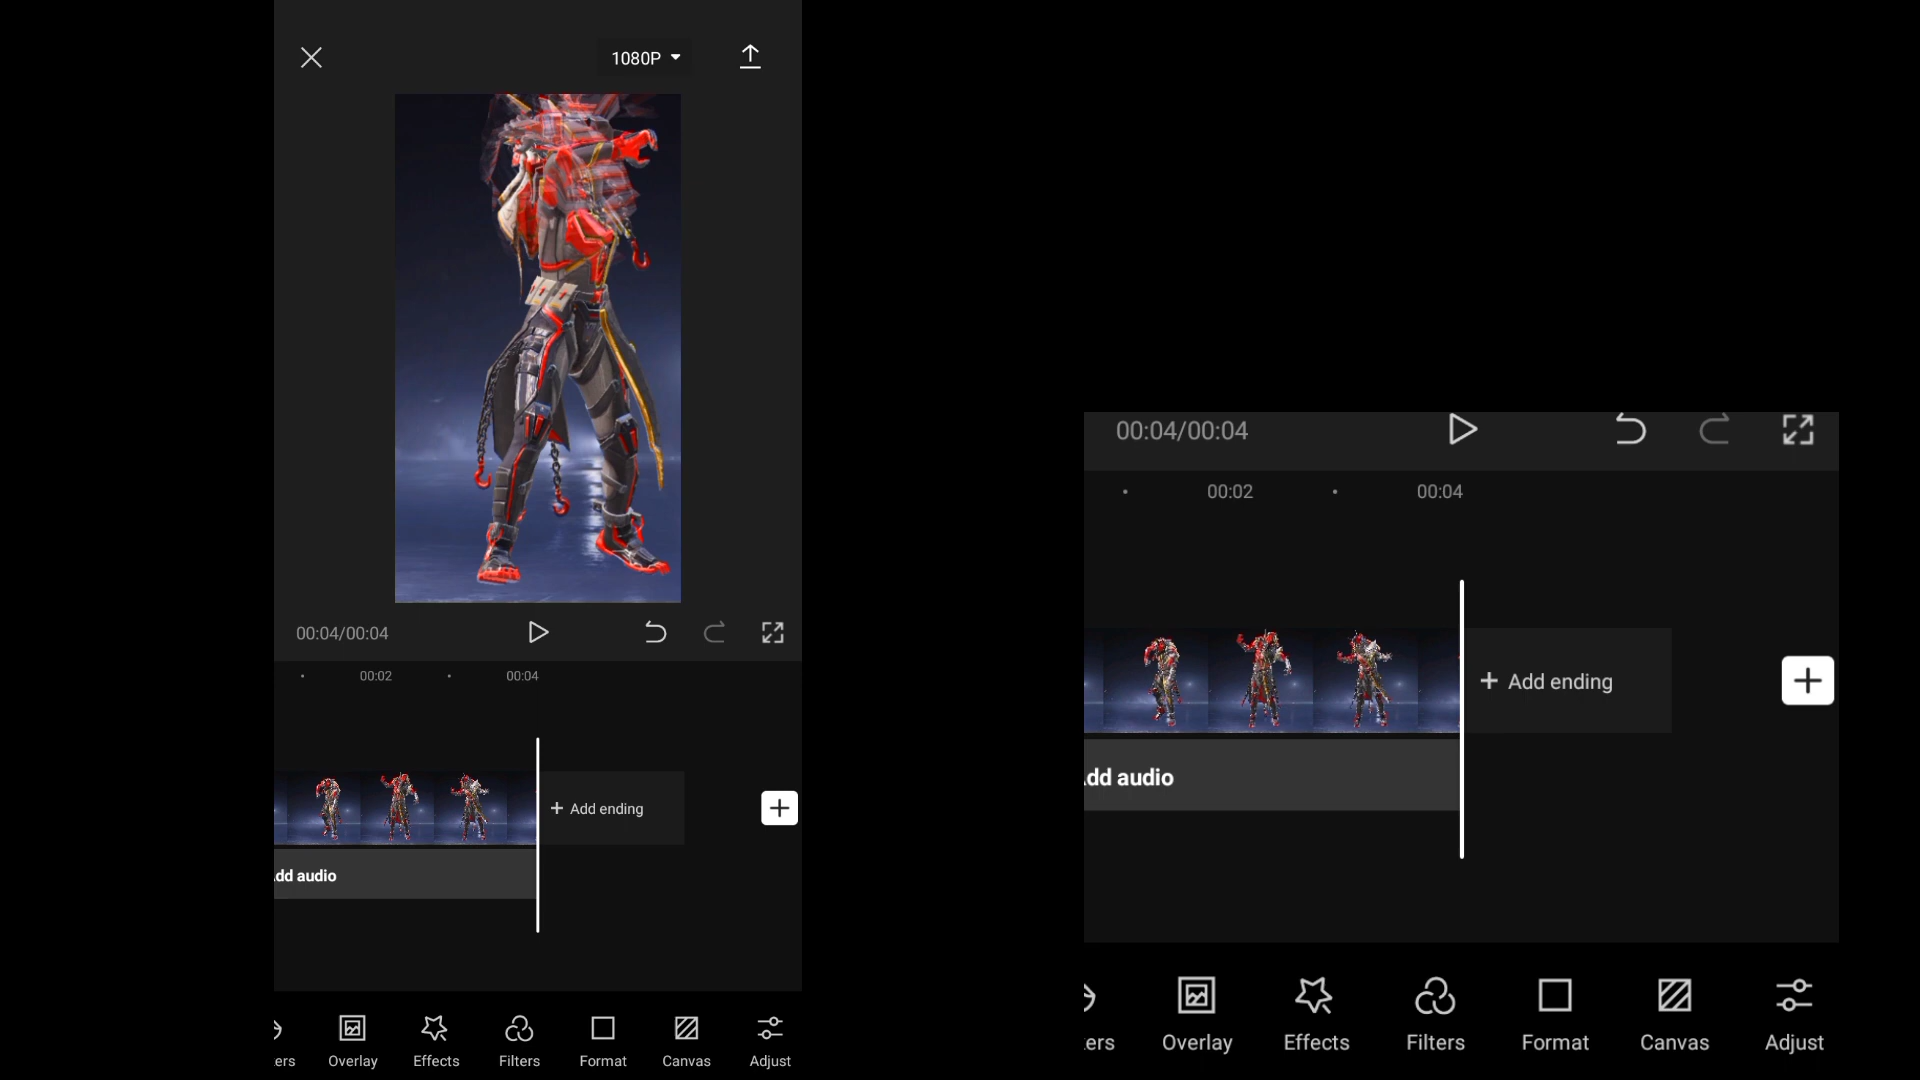 1080P
00:04/00:04
00:02 00:04
Add ending
dd audio
ers Overlay Effects Filters Format Canvas Adjust
00:04/00:04
00:02 00:04
Add ending
dd audio
ers Overlay Effects Filters Format Canvas Adjust